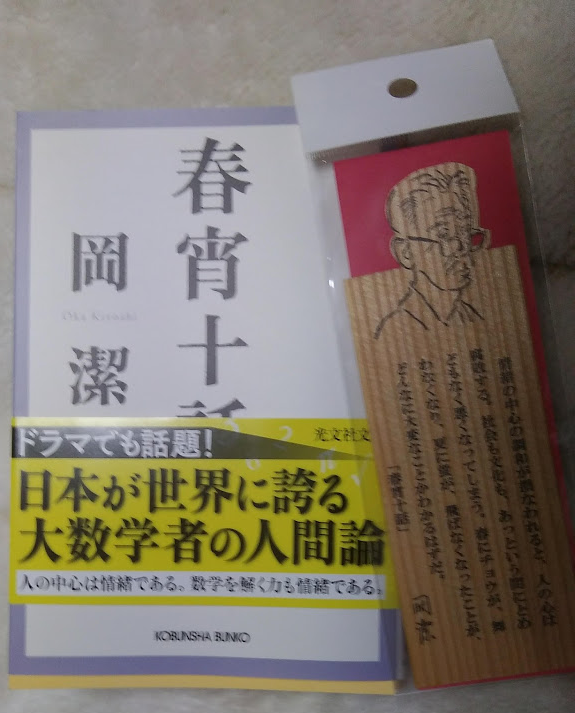 春宵十話
岡 潔
Oka Kiyoshi
ドラマでも話題!
光文社文
日本が世界に誇る
大数学者の人間論
人の中心は情緒である。数学を解く力も情緒である。
KOBUNSHA BUNKO
情緒の中心の調和が損なわれると、人の心は
腐敗する。社会も文化も、あっという間にとめ
どもなく悪くなってしまう。春にチョウが、舞
わなくなり、夏に蛍が、飛ばなくなったことが、
どんなに大変なことかわかるはずだ。
「春宵十話」
岡潔